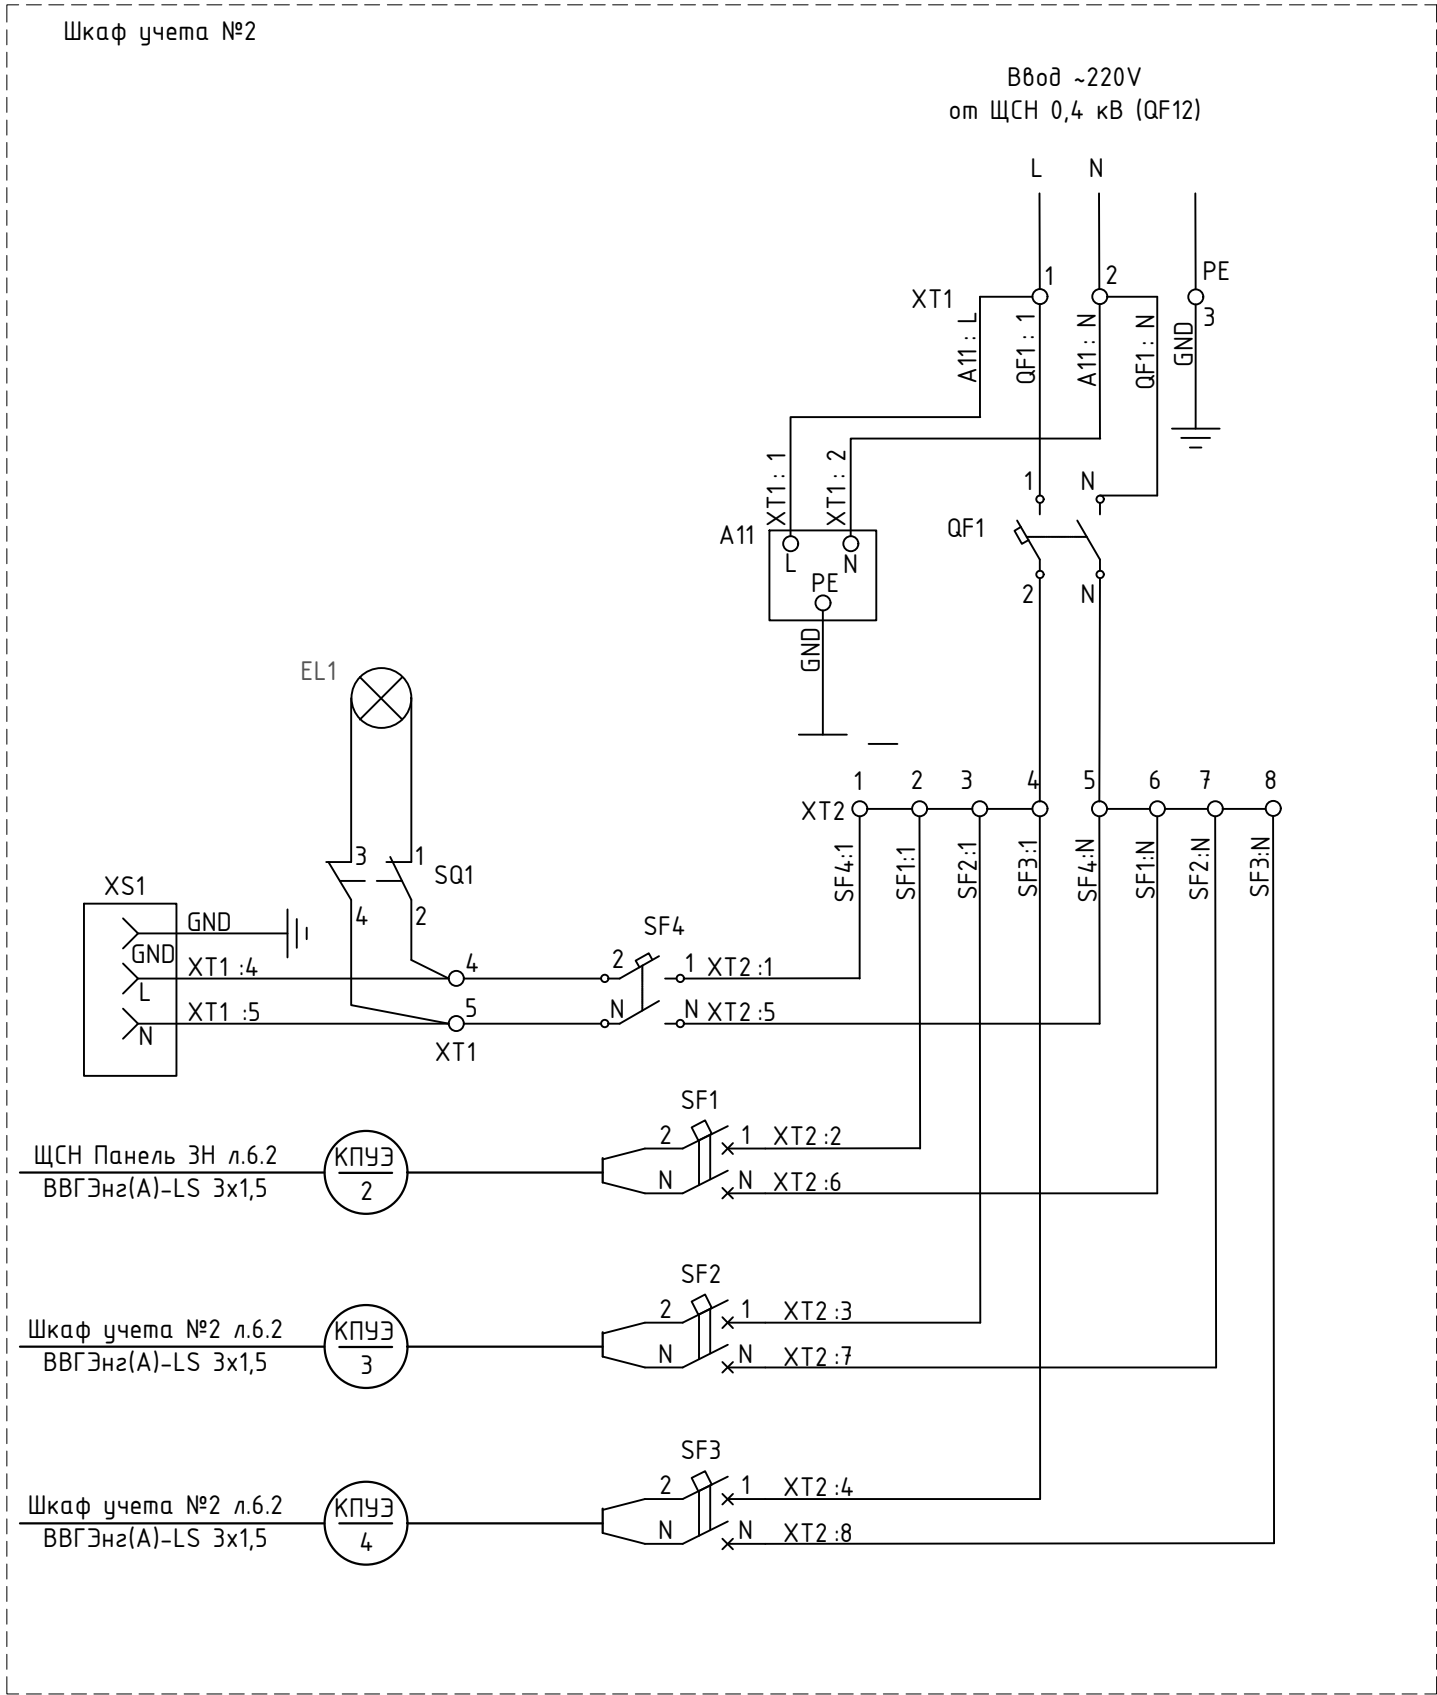 Шкаф учета №2
Ввод ~220V
от ЩСН 0,4 кВ (QF12)
L N
1 2 PE
XT1 3
A11: L QF1: 1 A11: N QF1: N GND
XT1: 1 XT1: 2
1 N
QF1
A11
L N
PE
2 N
GND
EL1
1 2 3 4 5 6 7 8
XT2
SF4:1 SF1:1 SF2:1 SF3:1 SF4:N SF1:N SF2:N SF3:N
3 1
SQ1
4 2
XS1
GND
GND
SF4
L XT1 :4 4 2 1 XT2 :1
N XT1 :5 5 N N XT2 :5
XT1
SF1
2 1 XT2 :2
ЩСН Панель 3Н л.6.2 КПУЭ
ВВГЭнг(А)-LS 3х1,5 2 N N XT2 :6
SF2
2 1 XT2 :3
Шкаф учета №2 л.6.2 КПУЭ
ВВГЭнг(А)-LS 3х1,5 3 N N XT2 :7
SF3
2 1 XT2 :4
Шкаф учета №2 л.6.2 КПУЭ
ВВГЭнг(А)-LS 3х1,5 4 N N XT2 :8